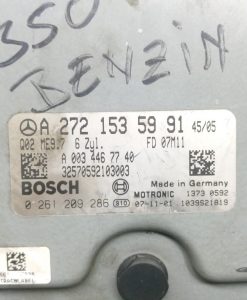 350
BENZIN
A 272 153 59 91 45/05
Q02 ME9.7 6 Zyl. FD 07M11
A 003 446 77 40
32570592103003
Made in Germany
BOSCH MOTRONIC 1373 0592
0 261 209 286 810 07-11-01 1039S21819